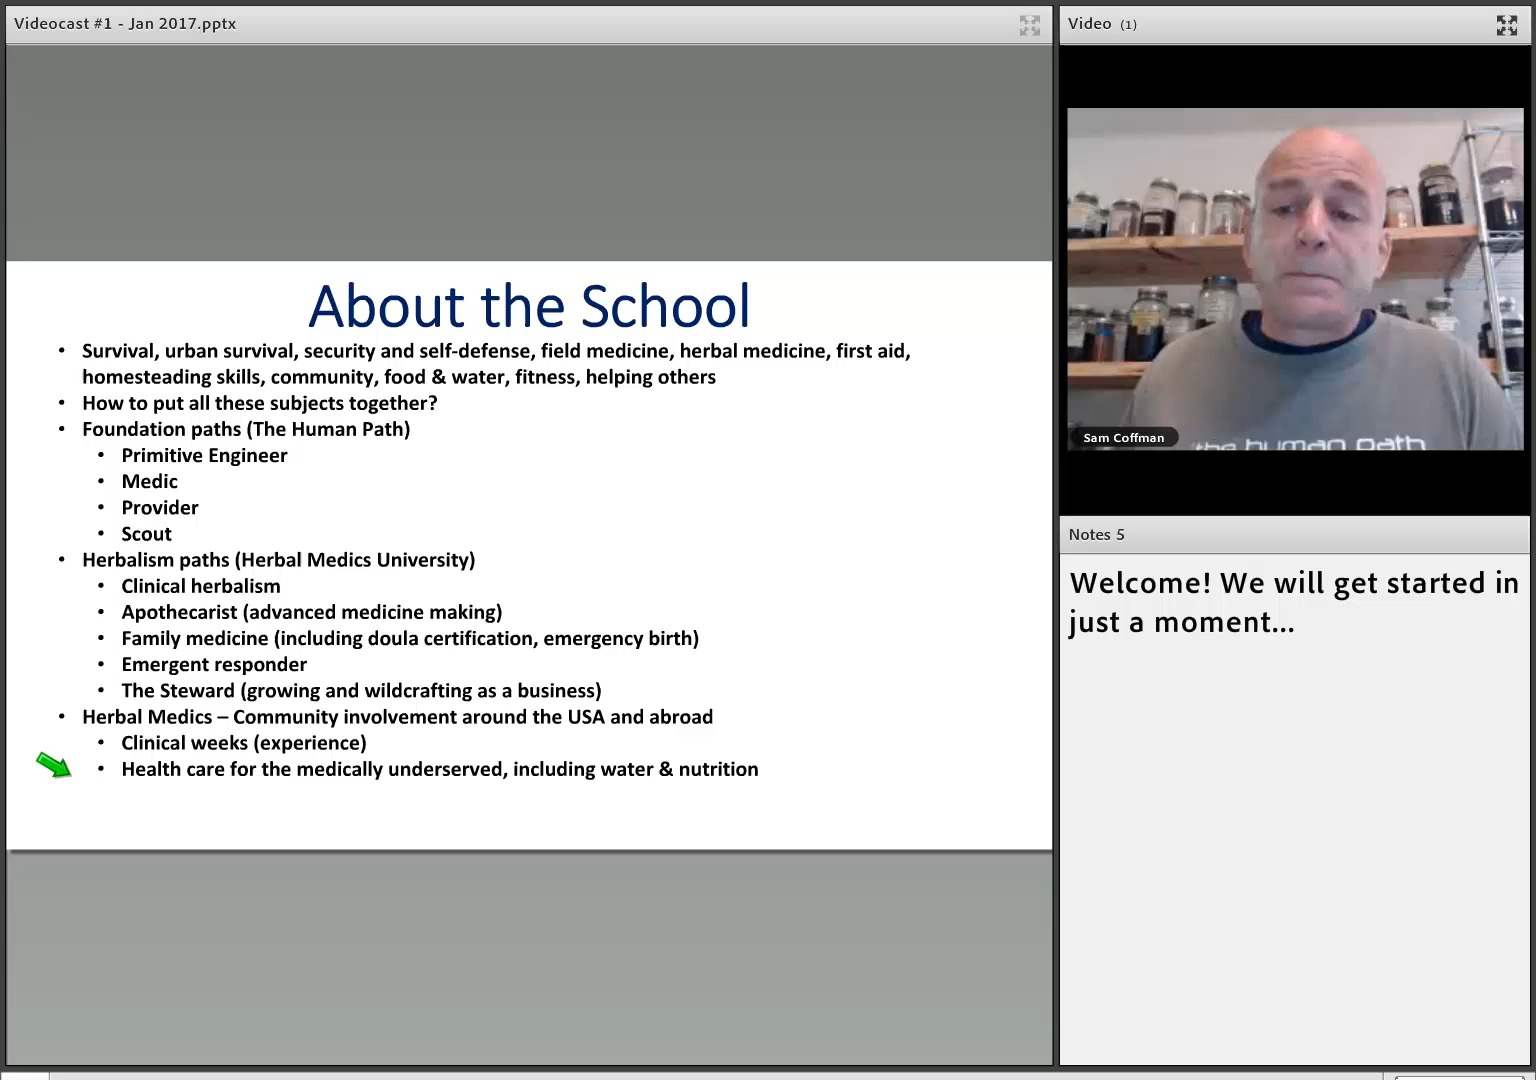 Videocast #1 - Jan 2017.pptx
About the School
• Survival, urban survival, security and self-defense, field medicine, herbal medicine, first aid,
homesteading skills, community, food & water, fitness, helping others
• How to put all these subjects together?
• Foundation paths (The Human Path)
• Primitive Engineer
• Medic
• Provider
• Scout
• Herbalism paths (Herbal Medics University)
• Clinical herbalism
• Apothecarist (advanced medicine making)
• Family medicine (including doula certification, emergency birth)
• Emergent responder
• The Steward (growing and wildcrafting as a business)
• Herbal Medics – Community involvement around the USA and abroad
• Clinical weeks (experience)
• Health care for the medically underserved, including water & nutrition
Video (1)
Sam Coffman
the human path
Notes 5
Welcome! We will get started in
just a moment...